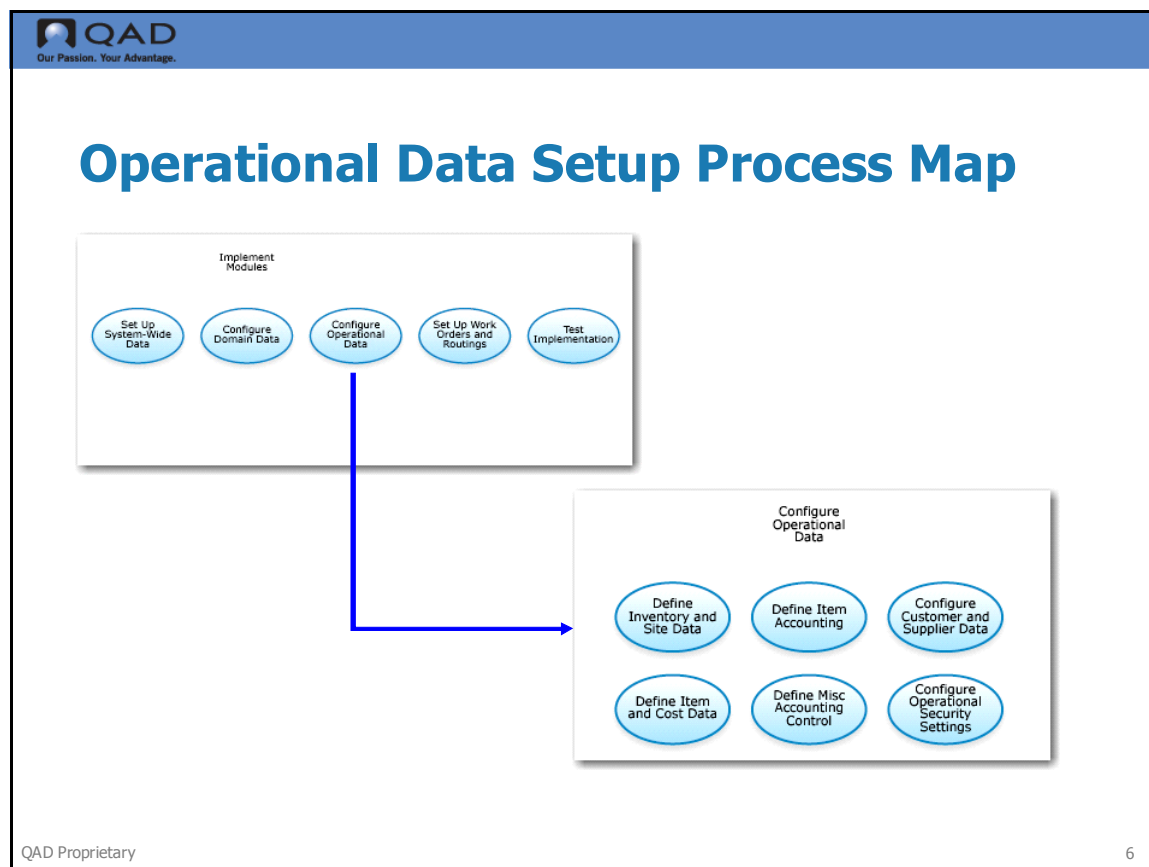 QAD
Our Passion. Your Advantage.
Operational Data Setup Process Map
Implement
Modules
Set Up
System-Wide
Data
Configure
Domain Data
Configure
Operational
Data
Set Up Work
Orders and
Routings
Test
Implementation
Configure
Operational
Data
Define
Inventory and
Site Data
Define Item
Accounting
Configure
Customer and
Supplier Data
Define Item
and Cost Data
Define Misc
Accounting
Control
Configure
Operational
Security
Settings
QAD Proprietary
6